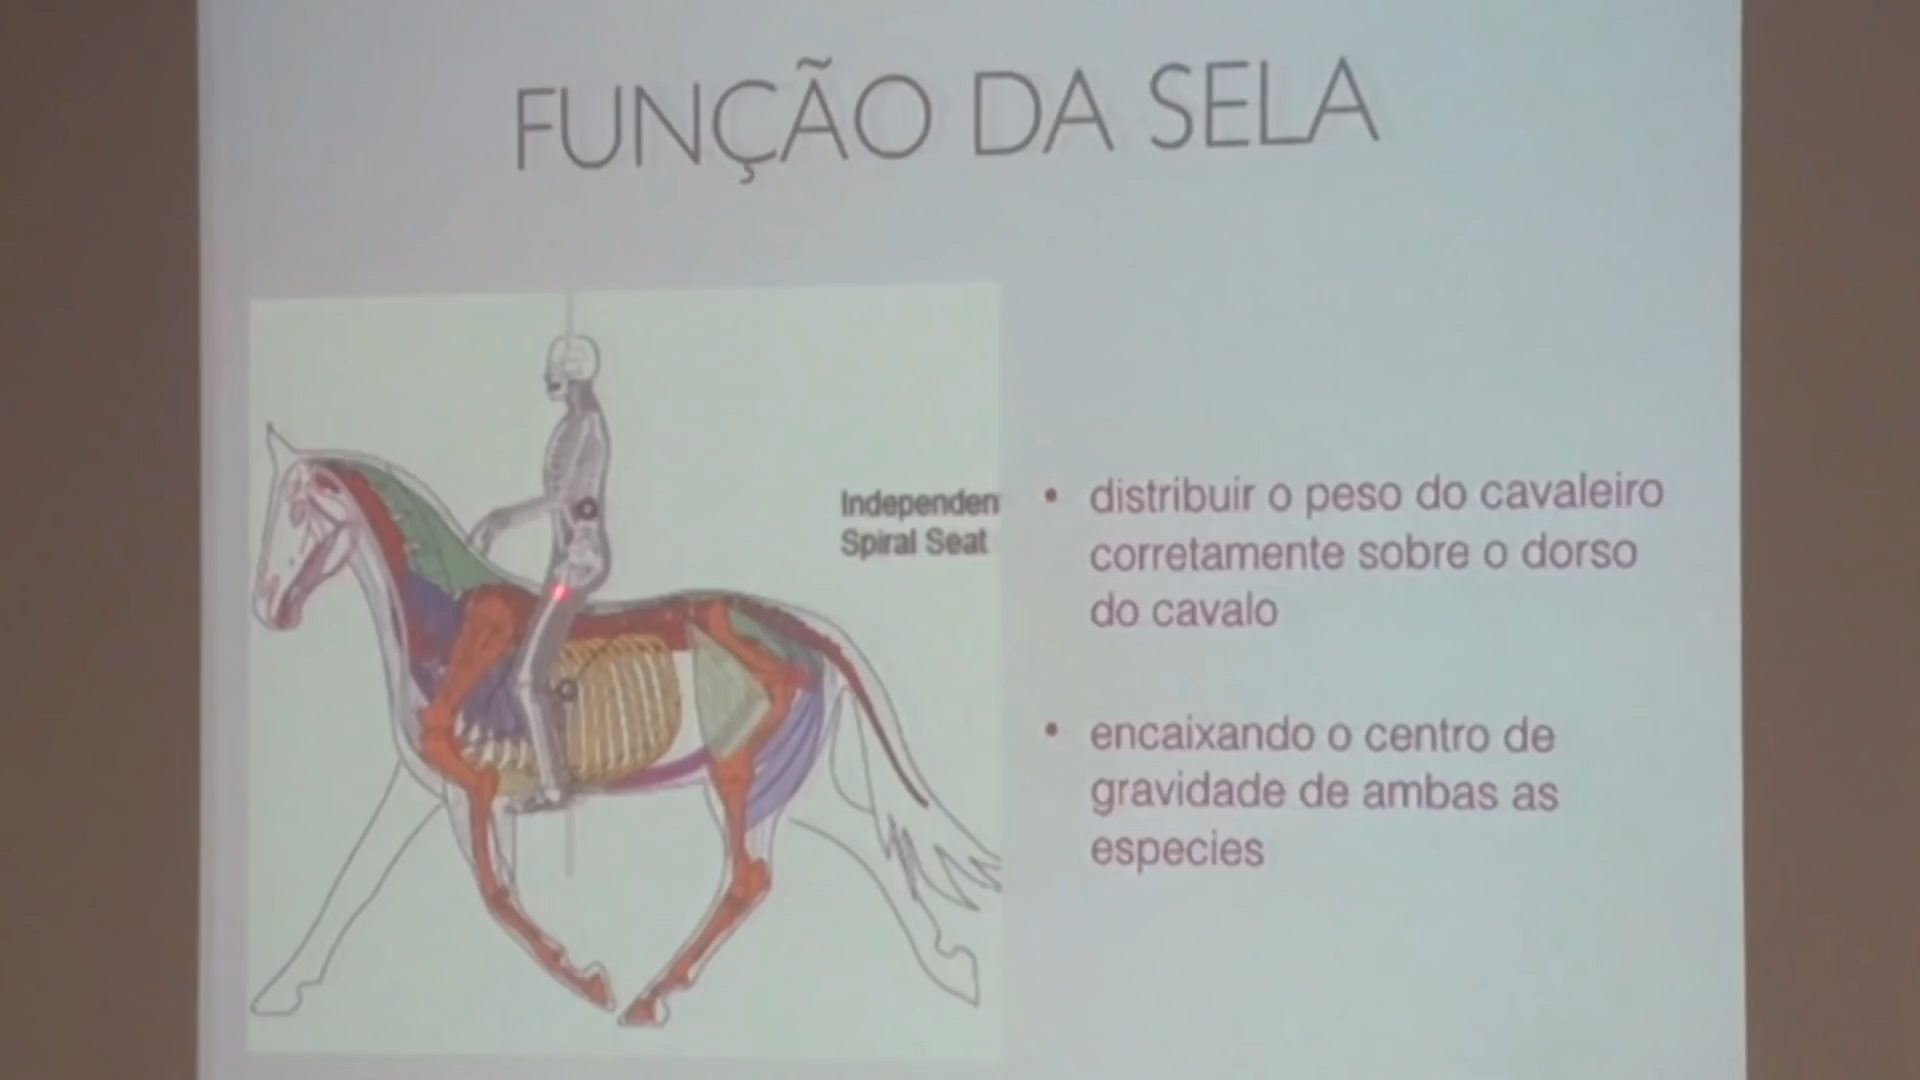 FUNÇÃO DA SELA
Independen
Spiral Seat
• distribuir o peso do cavaleiro
corretamente sobre o dorso
do cavalo
• encaixando o centro de
gravidade de ambas as
especies